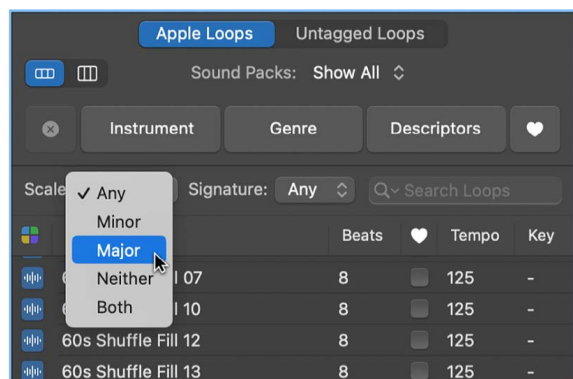 Apple Loops Untagged Loops
Sound Packs: Show All
Instrument Genre Descriptors
Scale Signature: Any Search Loops
✓ Any
Minor
Major
Neither
Both
Beats Tempo Key
07 8 125 -
10 8 125 -
60s Shuffle Fill 12 8 125 -
60s Shuffle Fill 13 8 125 -